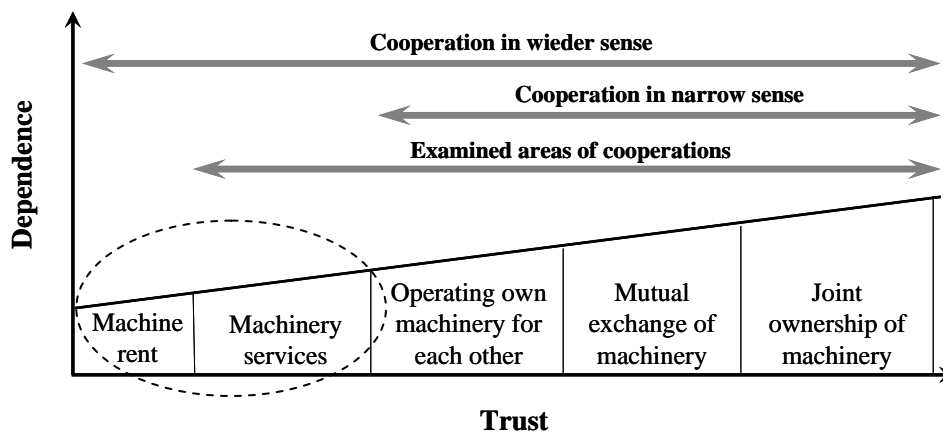 Cooperation in wieder sense
Cooperation in narrow sense
Examined areas of cooperations
Dependence
Machine
rent
Machinery
services
Operating own
machinery for
each other
Mutual
exchange of
machinery
Joint
ownership of
machinery
Trust